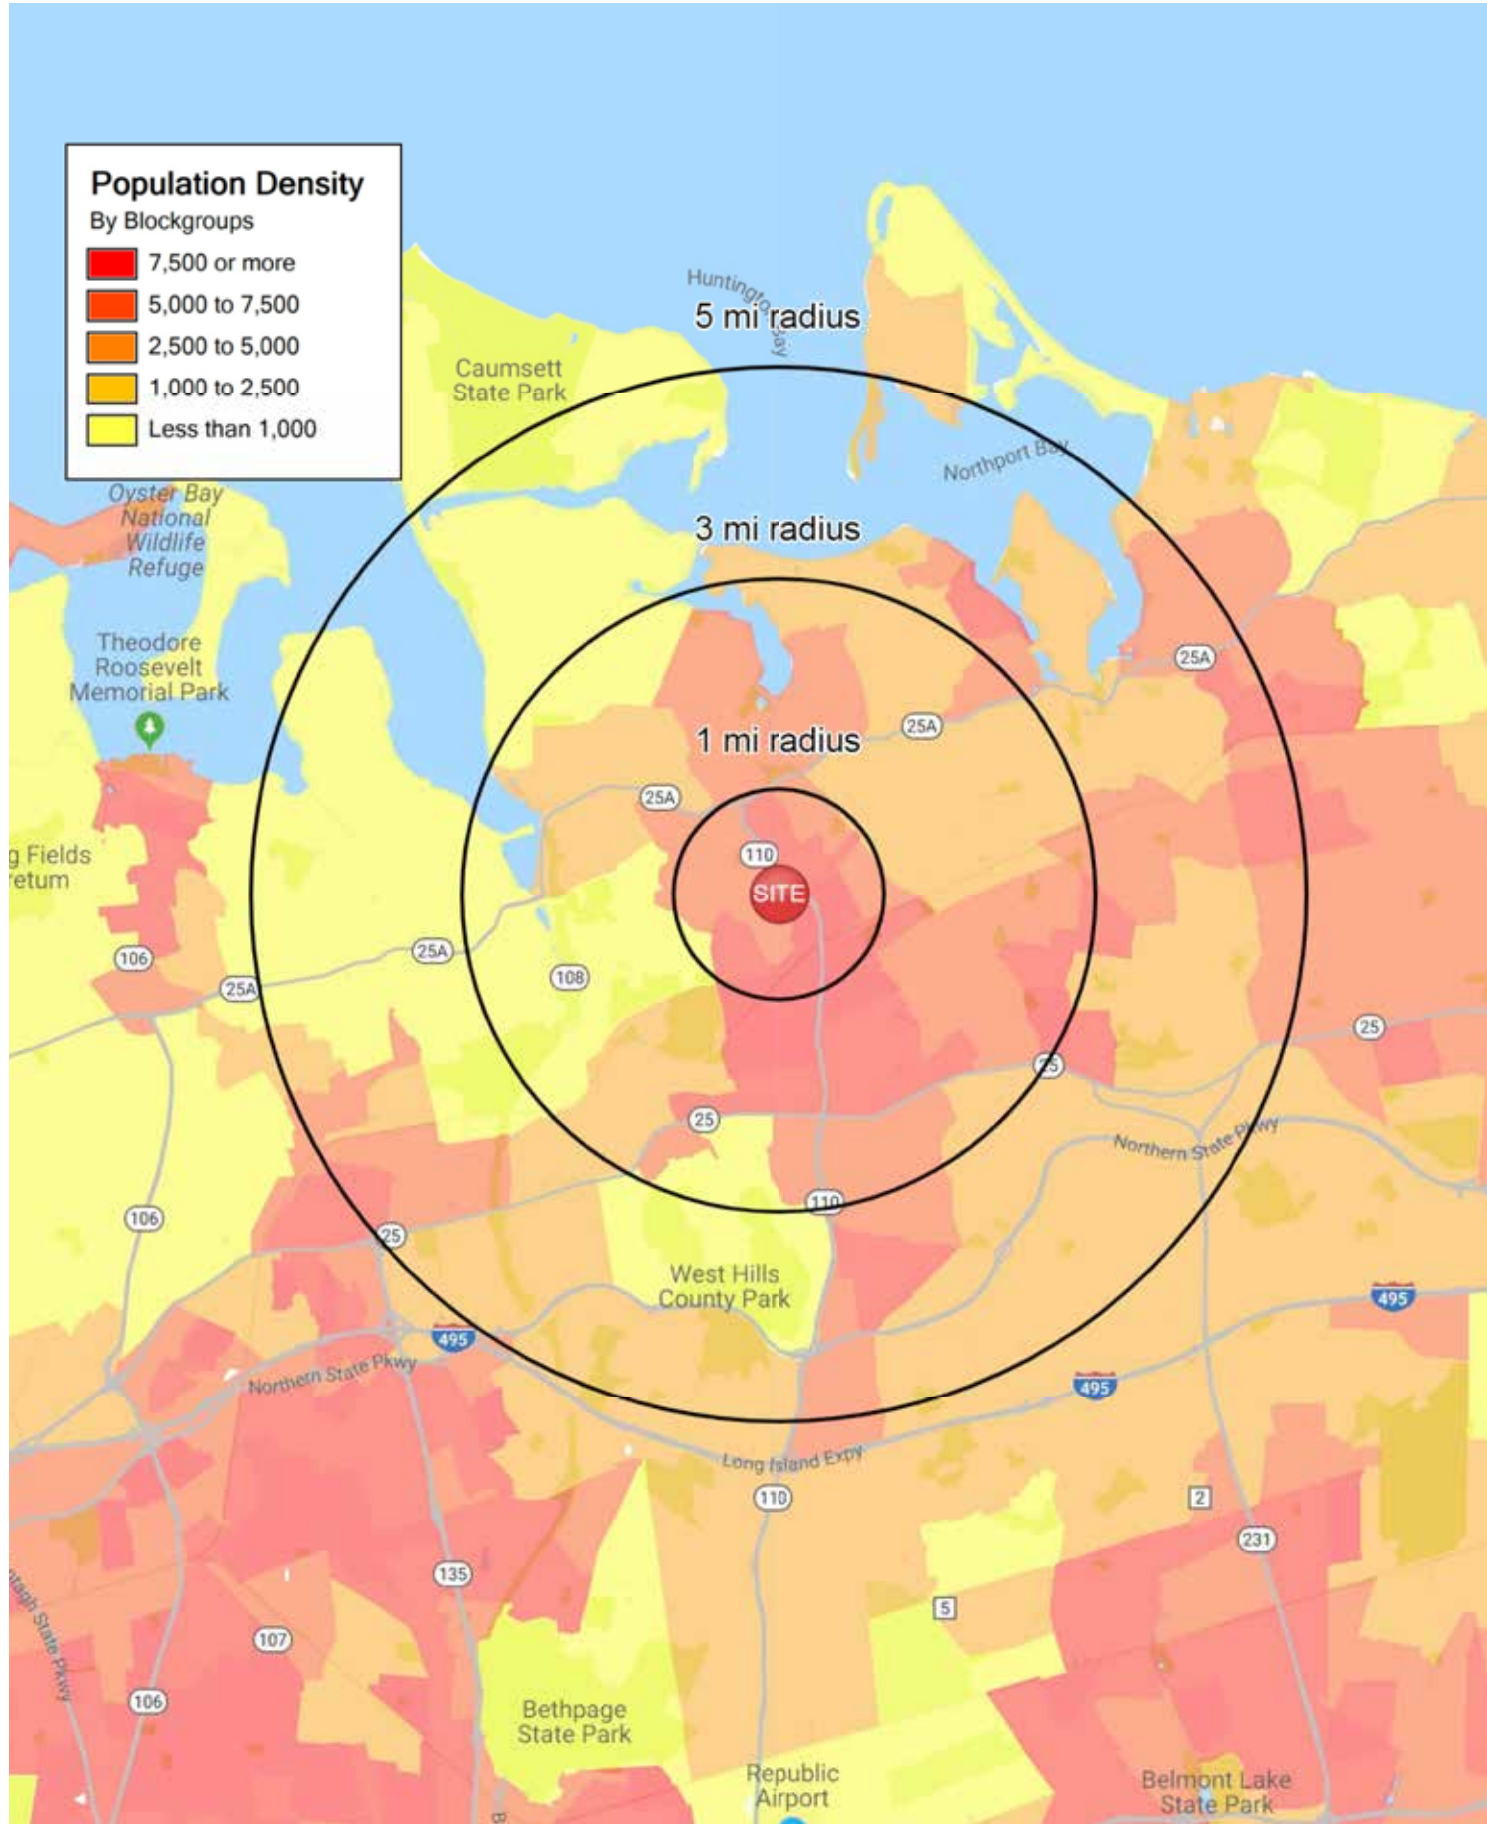 Population Density
By Blockgroups
7,500 or more
5,000 to 7,500
2,500 to 5,000
1,000 to 2,500
Less than 1,000
Huntington Bay
5 mi radius
Caumsett
State Park
Northport Bay
Oyster Bay
National
Wildlife
Refuge
3 mi radius
Theodore
Roosevelt
Memorial Park
25A
25A
1 mi radius
25A
110
g Fields
retum
SITE
106
25A
108
25A
25
25
25
Northern State Pkwy
106
110
25
West Hills
County Park
495
495
Northern State Pkwy
495
Long Island Expy
110
2
231
135
5
107
106
Bethpage
State Park
Republic
Airport
Belmont Lake
State Park
State Pkwy
B